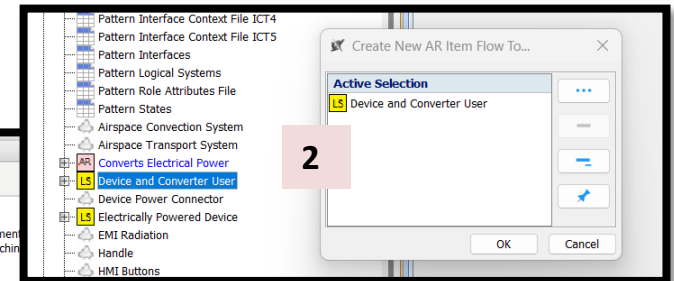 Pattern Interface Context File ICT4
Pattern Interface Context File ICT5
Pattern Interfaces
Pattern Logical Systems
Pattern Role Attributes File
Pattern States
Airspace Convection System
Airspace Transport System
AR Converts Electrical Power
LS Device and Converter User
Device Power Connector
LS Electrically Powered Device
EMI Radiation
Handle
HMI Buttons
2
Create New AR Item Flow To...
Active Selection
LS Device and Converter User
OK Cancel